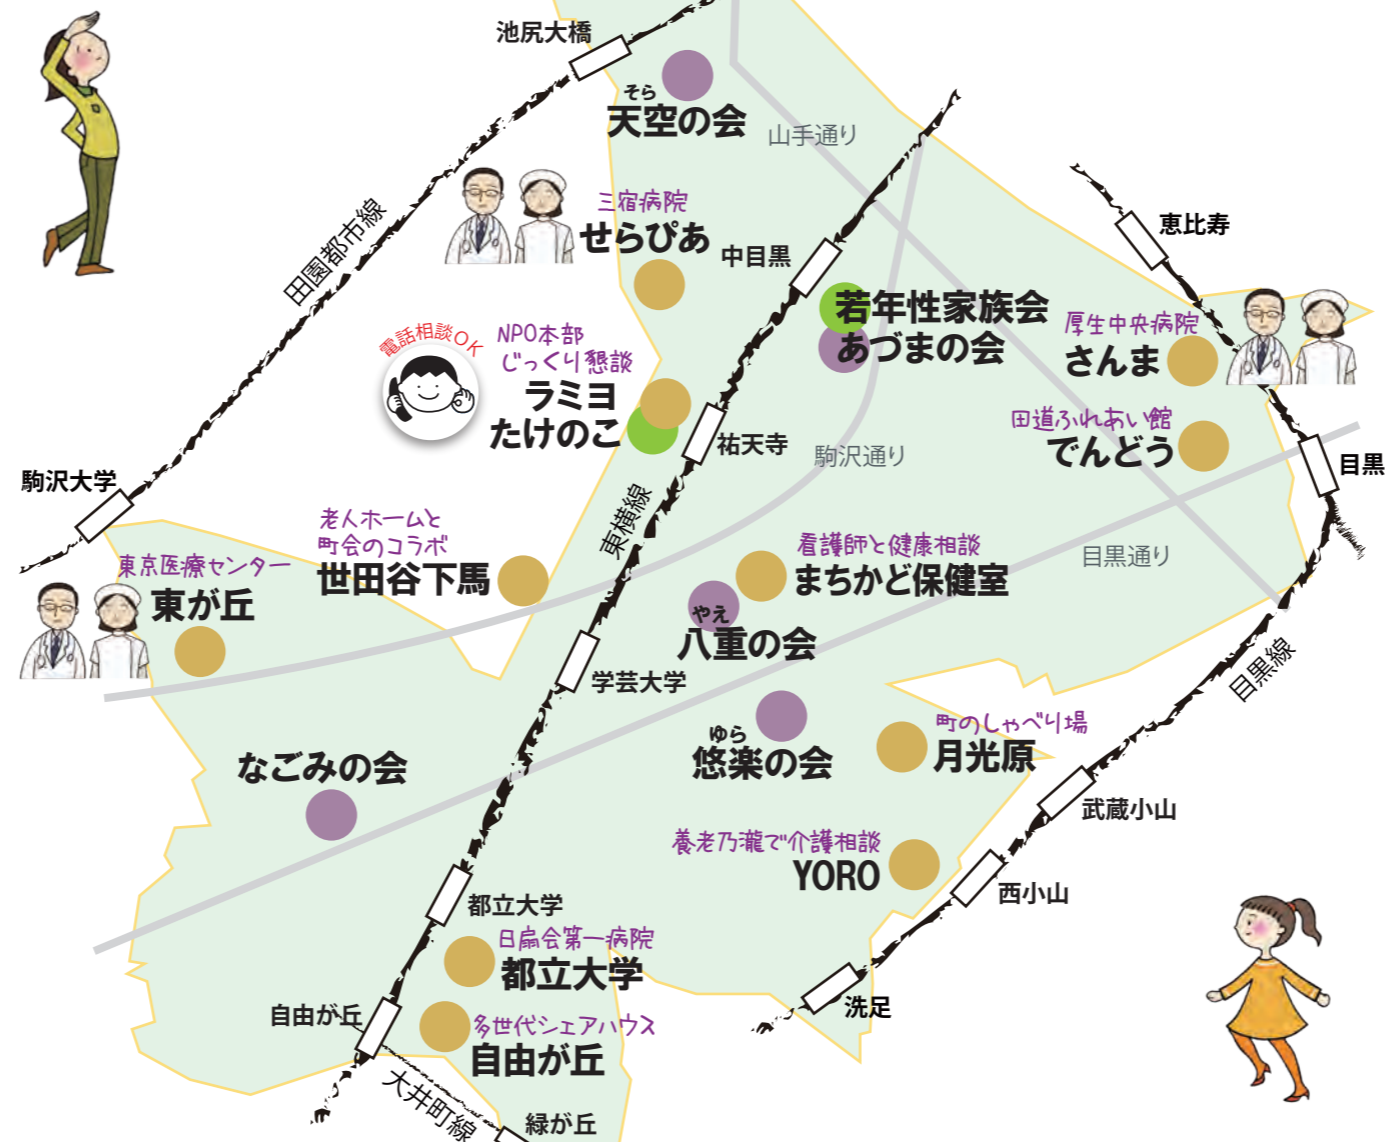 池尻大橋
そら
天空の会
山手通り
田園都市線
三宿病院
せらぴあ
中目黒
恵比寿
若年性家族会
あづまの会
厚生中央病院
さんま
電話相談OK
NPO本部
じっくり懇談
ラミヨ
たけのこ
祐天寺
駒沢通り
田道ふれあい館
でんどう
目黒
駒沢大学
東横線
老人ホームと
町会のコラボ
世田谷下馬
東京医療センター
東が丘
看護師と健康相談
まちかど保健室
目黒通り
やえ
八重の会
学芸大学
目黒線
ゆら
悠楽の会
町のしゃべり場
月光原
なごみの会
武蔵小山
養老乃瀧で介護相談
YORO
西小山
都立大学
日扇会第一病院
都立大学
洗足
自由が丘
多世代シェアハウス
自由が丘
大井町線
緑が丘